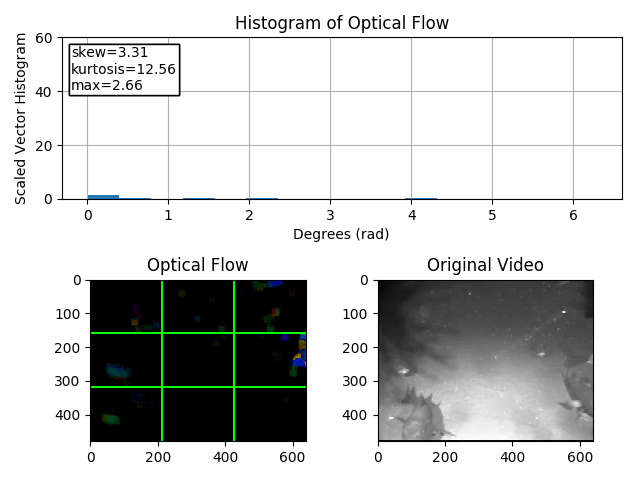 Histogram of Optical Flow
Scaled Vector Histogram
60
40
20
0
skew=3.31
kurtosis=12.56
max=2.66
0 1 2 3 4 5 6
Degrees (rad)
Optical Flow
0
100
200
300
400
0 200 400 600
Original Video
0
100
200
300
400
0 200 400 600